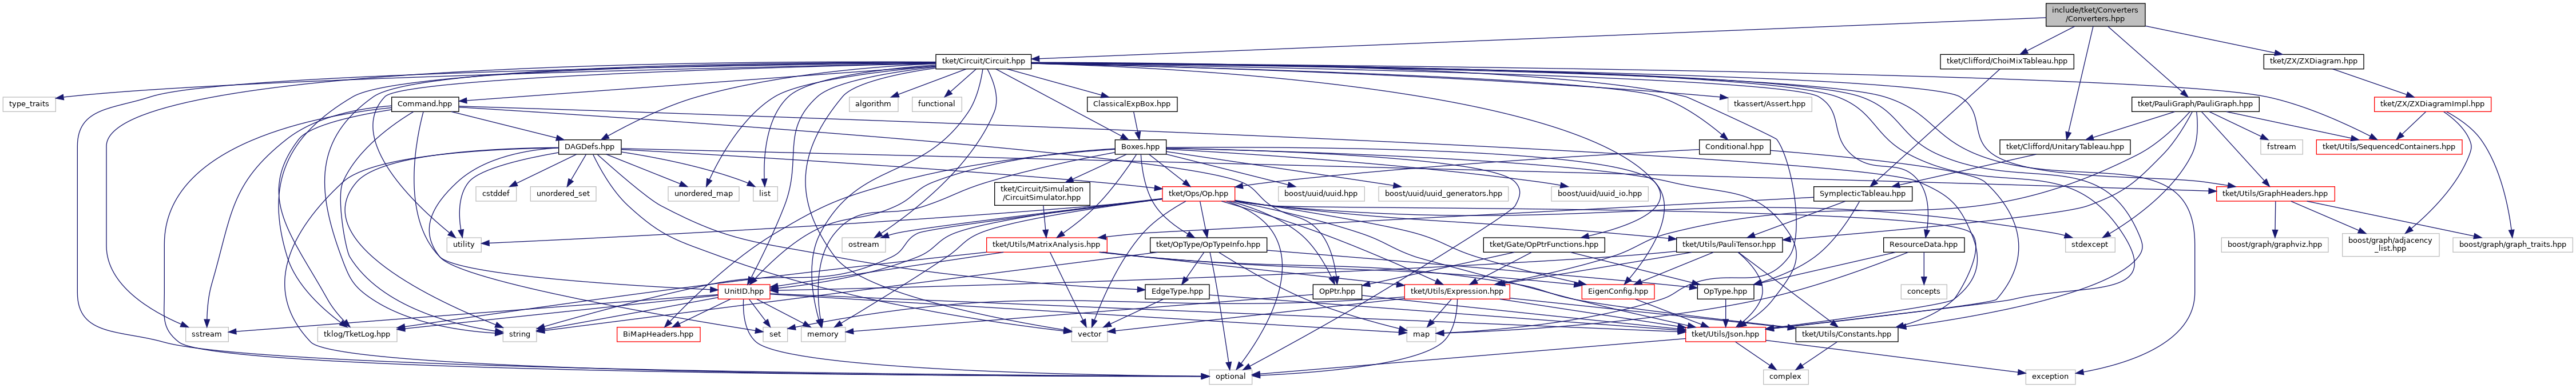 include/tket/Converters
/Converters.hpp
tket/Circuit/Circuit.hpp
tket/Clifford/ChoiMixTableau.hpp
tket/ZX/ZXDiagram.hpp
type_traits
Command.hpp
algorithm
functional
ClassicalExpBox.hpp
tkassert/Assert.hpp
tket/PauliGraph/PauliGraph.hpp
tket/ZX/ZXDiagramImpl.hpp
DAGDefs.hpp
Boxes.hpp
Conditional.hpp
tket/Clifford/UnitaryTableau.hpp
fstream
tket/Utils/SequencedContainers.hpp
cstddef
unordered_set
unordered_map
list
tket/Circuit/Simulation
/CircuitSimulator.hpp
tket/Ops/Op.hpp
boost/uuid/uuid.hpp
boost/uuid/uuid_generators.hpp
boost/uuid/uuid_io.hpp
SymplecticTableau.hpp
tket/Utils/GraphHeaders.hpp
utility
ostream
tket/Utils/MatrixAnalysis.hpp
tket/OpType/OpTypeInfo.hpp
tket/Gate/OpPtrFunctions.hpp
tket/Utils/PauliTensor.hpp
ResourceData.hpp
stdexcept
boost/graph/graphviz.hpp
boost/graph/adjacency
_list.hpp
boost/graph/graph_traits.hpp
UnitID.hpp
EdgeType.hpp
OpPtr.hpp
tket/Utils/Expression.hpp
EigenConfig.hpp
OpType.hpp
concepts
sstream
tklog/TketLog.hpp
string
BiMapHeaders.hpp
set
memory
vector
map
tket/Utils/Json.hpp
tket/Utils/Constants.hpp
optional
complex
exception